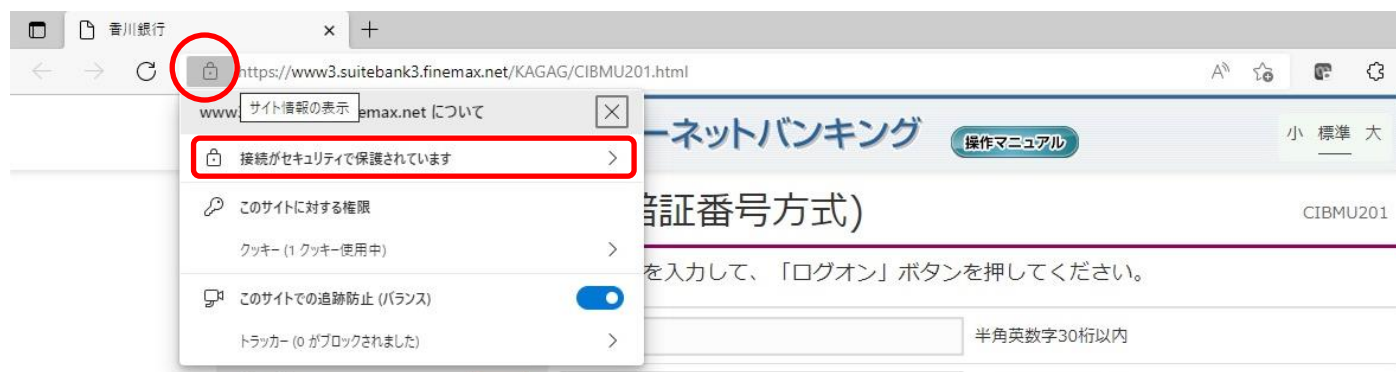 香川銀行
https://www3.suitebank3.finemax.net/KAGAG/CIBMU201.html
www
サイト情報の表示
emax.net について
ーネットバンキング
操作マニュアル
小 標準 大
接続がセキュリティで保護されています
このサイトに対する権限
暗証番号方式)
CIBMU201
クッキー (1 クッキー使用中)
を入力して、「ログオン」ボタンを押してください。
このサイトでの追跡防止 (バランス)
トラッカー (0 がブロックされました)
半角英数字30桁以内